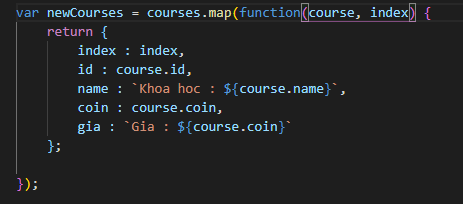 var newCourses = courses.map(function(course, index) {
    return {
        index : index,
        id : course.id,
        name : `Khoa hoc : ${course.name}`,
        coin : course.coin,
        gia : `Gia : ${course.coin}`
    };
});